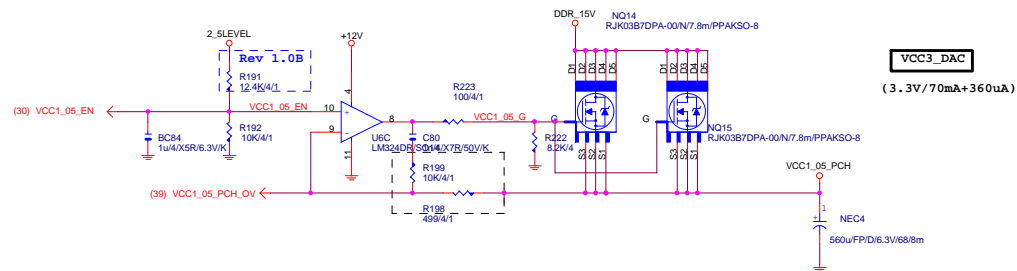 DDR_15V
NQ14
RJK03B7DPA-00/N/7.8m/PPAKSO-8
2_5LEVEL
+12V
Rev 1.0B
VCC3_DAC
(3.3V/70mA+360uA)
R191
12.4K/4/1
D1 D2 D3 D4 D5
D1 D2 D3 D4 D5
R223
100/4/1
(30) VCC1_05_EN
VCC1_05_EN
10
+
4
8
VCC1_05_G
G
G
9
-
11
NQ15
RJK03B7DPA-00/N/7.8m/PPAKSO-8
BC84
1u/4/X5R/6.3V/K
R192
10K/4/1
U6C
LM324DR/SO14
C80
/X7R/50V/K
R222
8.2K/4
S3 S2 S1
S3 S2 S1
R199
10K/4/1
VCC1_05_PCH
(39) VCC1_05_PCH_OV
R198
499/4/1
1
+
NEC4
560u/FP/D/6.3V/68/8m